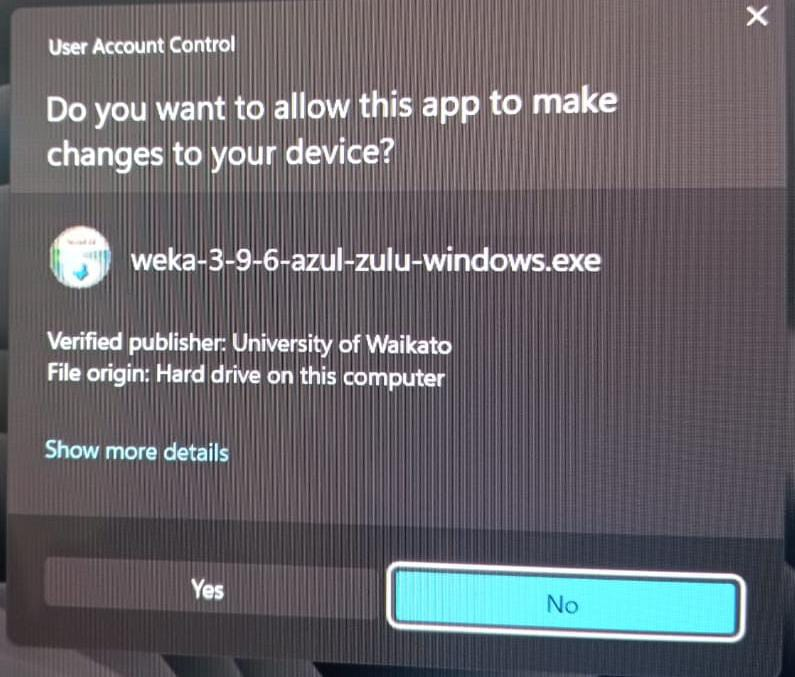 User Account Control
Do you want to allow this app to make
changes to your device?
weka-3-9-6-azul-zulu-windows.exe
Verified publisher: University of Waikato
File origin: Hard drive on this computer
Show more details
Yes
No